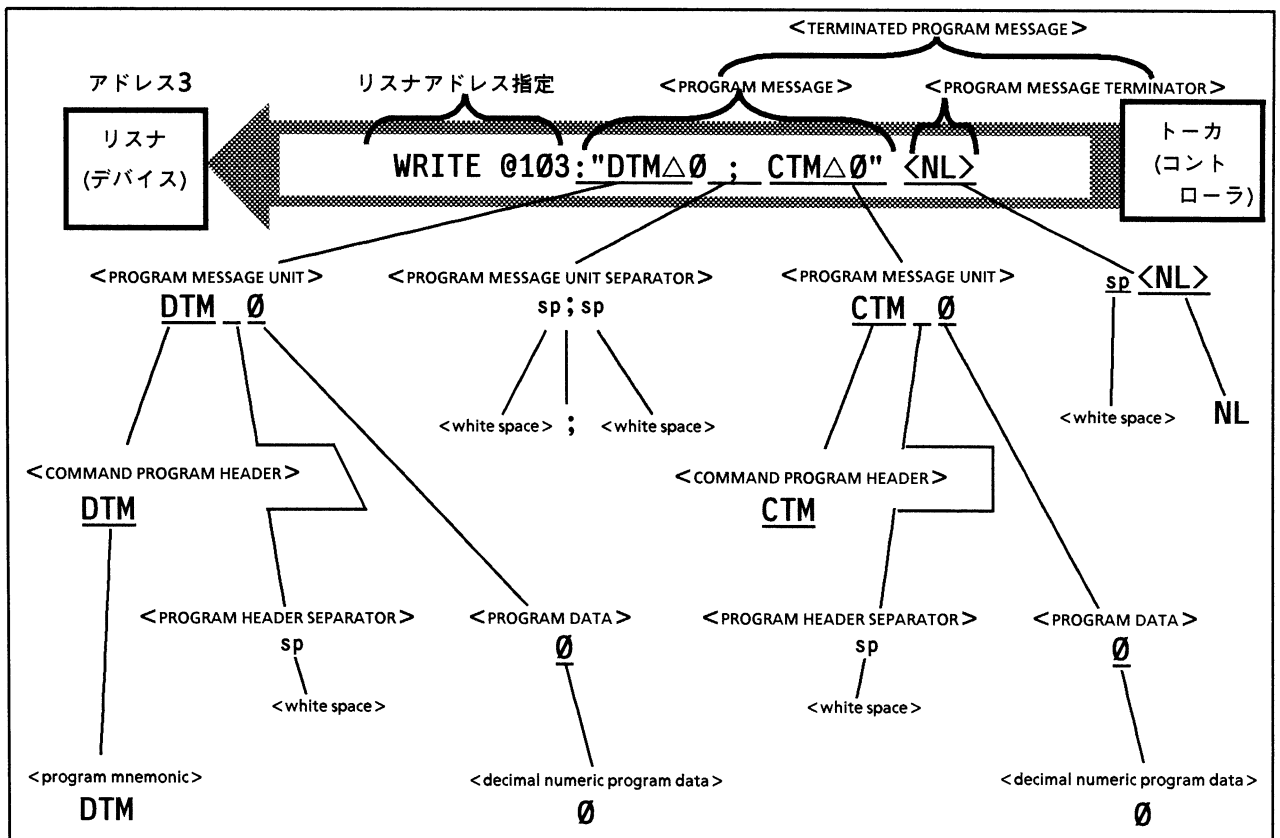 <TERMINATED PROGRAM MESSAGE>
アドレス3
リスナアドレス指定
<PROGRAM MESSAGE>
<PROGRAM MESSAGE TERMINATOR>
リスナ
(デバイス)
WRITE @1Ø3:"DTM△Ø ; CTM△Ø" <NL>
トーカ
(コント
ローラ)
<PROGRAM MESSAGE UNIT>
DTM _ Ø
<PROGRAM MESSAGE UNIT SEPARATOR>
sp;sp
<PROGRAM MESSAGE UNIT>
CTM _ Ø
sp <NL>
<white space> ; <white space>
<white space>
NL
<COMMAND PROGRAM HEADER>
DTM
<COMMAND PROGRAM HEADER>
CTM
<PROGRAM HEADER SEPARATOR>
sp
<white space>
<PROGRAM DATA>
Ø
<PROGRAM HEADER SEPARATOR>
sp
<white space>
<PROGRAM DATA>
Ø
<program mnemonic>
DTM
<decimal numeric program data>
Ø
<decimal numeric program data>
Ø